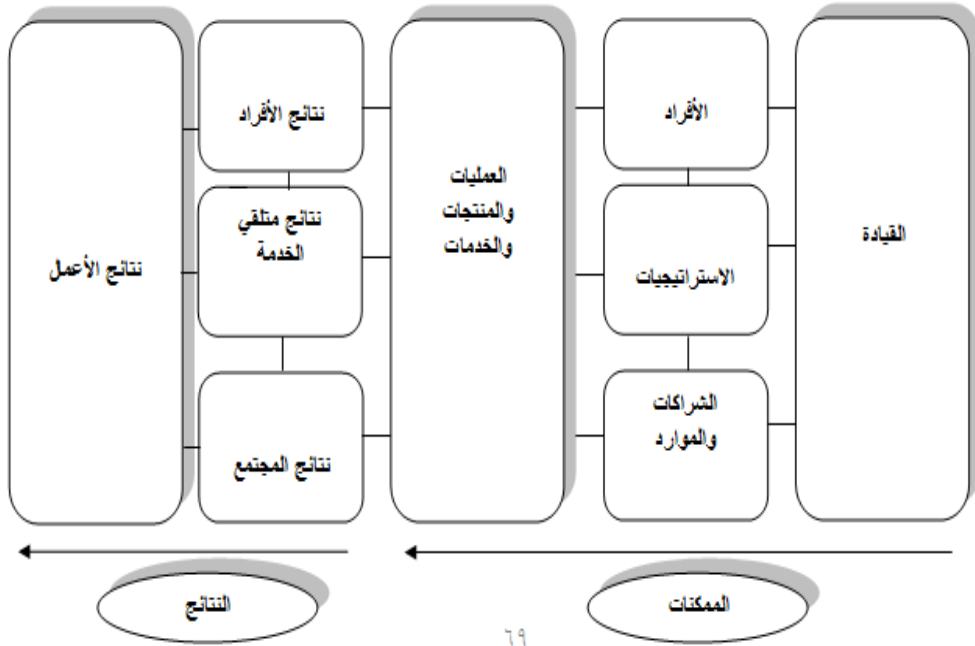 القيادة
الأفراد
الاستراتيجيات
الشراكات
والموارد
العمليات
والمنتجات
والخدمات
نتائج الأفراد
نتائج متلقي
الخدمة
نتائج المجتمع
نتائج الأعمال
الممكنات
النتائج
٦٩